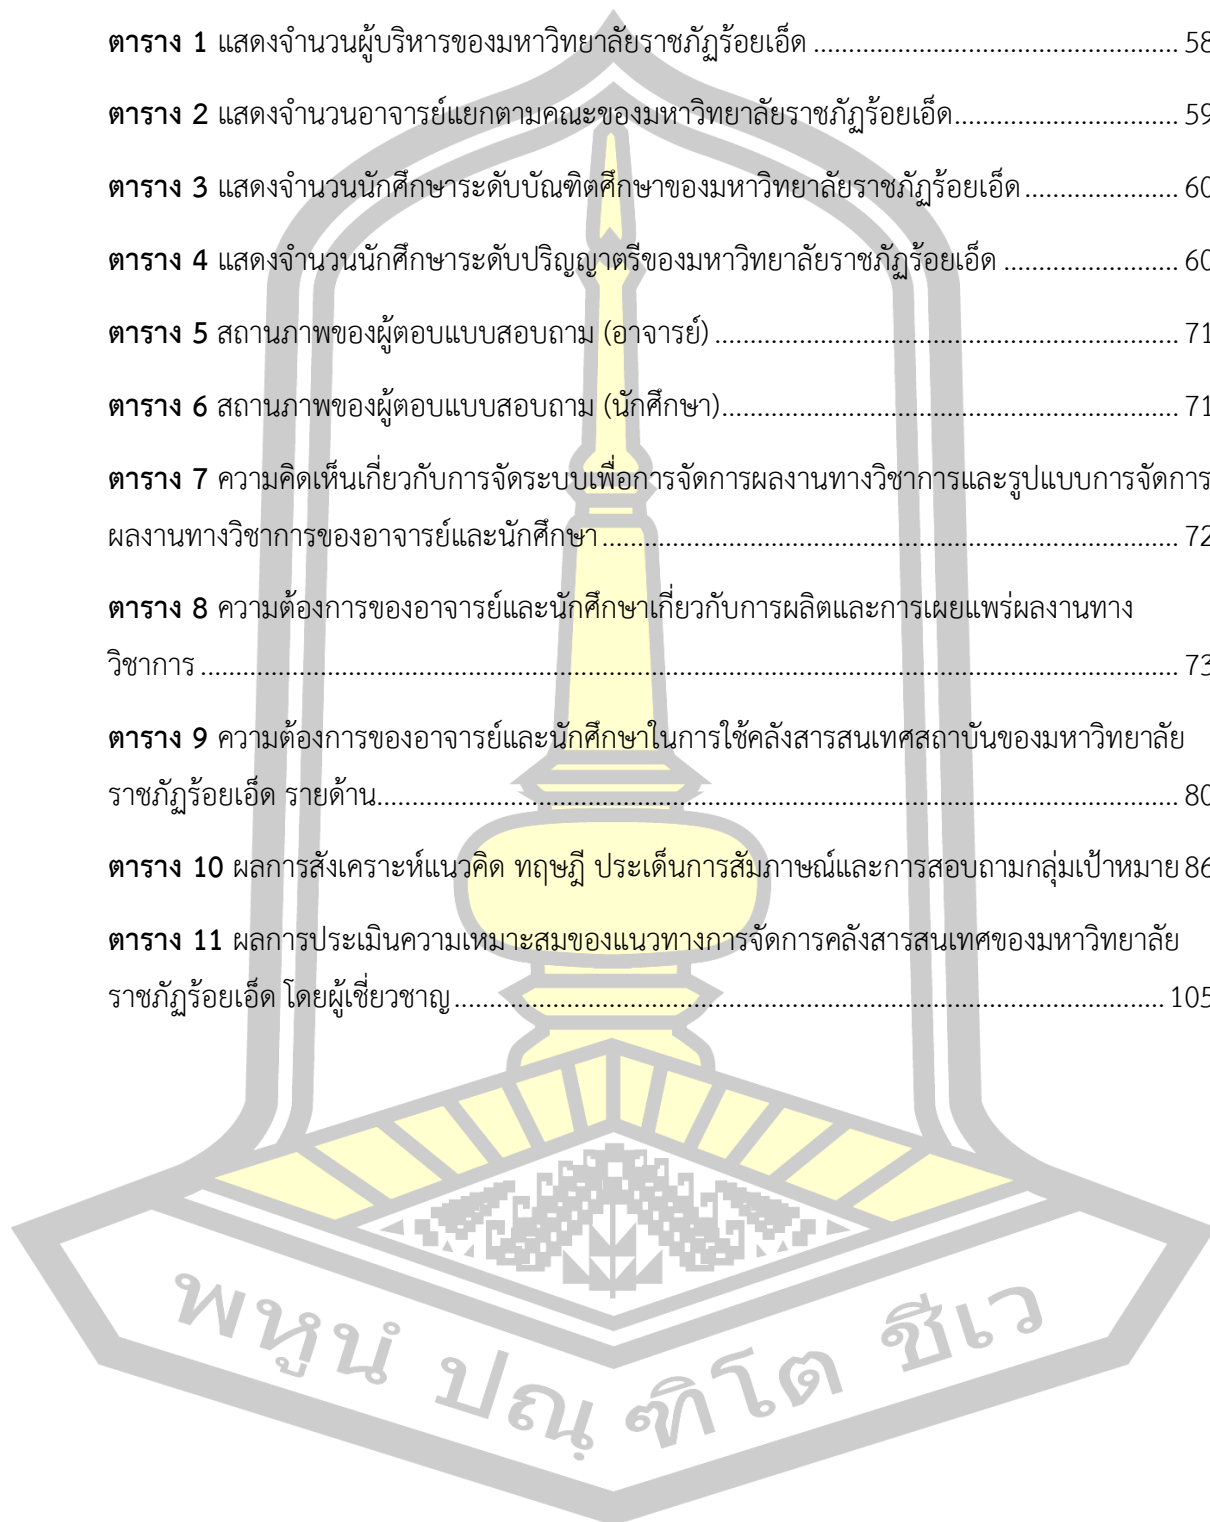 ตาราง 1 แสดงจำนวนผู้บริหารของมหาวิทยาลัยราชภัฏร้อยเอ็ด .................................................... 58
ตาราง 2 แสดงจำนวนอาจารย์แยกตามคณะของมหาวิทยาลัยราชภัฏร้อยเอ็ด................................ 59
ตาราง 3 แสดงจำนวนนักศึกษาระดับบัณฑิตศึกษาของมหาวิทยาลัยราชภัฏร้อยเอ็ด...................... 60
ตาราง 4 แสดงจำนวนนักศึกษาระดับปริญญาตรีของมหาวิทยาลัยราชภัฏร้อยเอ็ด ......................... 60
ตาราง 5 สถานภาพของผู้ตอบแบบสอบถาม (อาจารย์) .................................................................. 71
ตาราง 6 สถานภาพของผู้ตอบแบบสอบถาม (นักศึกษา)................................................................. 71
ตาราง 7 ความคิดเห็นเกี่ยวกับการจัดระบบเพื่อการจัดการผลงานทางวิชาการและรูปแบบการจัดการ
ผลงานทางวิชาการของอาจารย์และนักศึกษา.................................................................................. 72
ตาราง 8 ความต้องการของอาจารย์และนักศึกษาเกี่ยวกับการผลิตและการเผยแพร่ผลงานทาง
วิชาการ ........................................................................................................................................... 73
ตาราง 9 ความต้องการของอาจารย์และนักศึกษาในการใช้คลังสารสนเทศสถาบันของมหาวิทยาลัย
ราชภัฏร้อยเอ็ด รายด้าน.................................................................................................................. 80
ตาราง 10 ผลการสังเคราะห์แนวคิด ทฤษฎี ประเด็นการสัมภาษณ์และการสอบถามกลุ่มเป้าหมาย 86
ตาราง 11 ผลการประเมินความเหมาะสมของแนวทางการจัดการคลังสารสนเทศของมหาวิทยาลัย
ราชภัฏร้อยเอ็ด โดยผู้เชี่ยวชาญ ..................................................................................................... 105
พหูนํ ปณฺฑิโต ชีเว